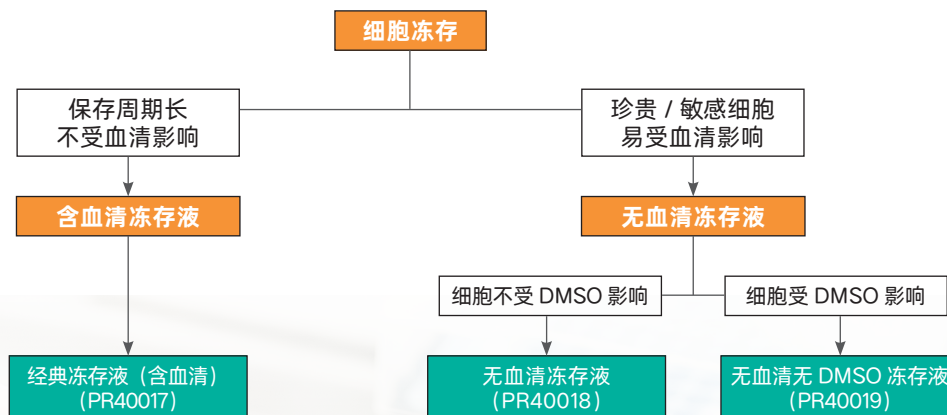 细胞冻存
保存周期长
不受血清影响
珍贵 / 敏感细胞
易受血清影响
含血清冻存液
无血清冻存液
细胞不受 DMSO 影响
细胞受 DMSO 影响
经典冻存液（含血清）
(PR40017)
无血清冻存液
(PR40018)
无血清无 DMSO 冻存液
(PR40019)